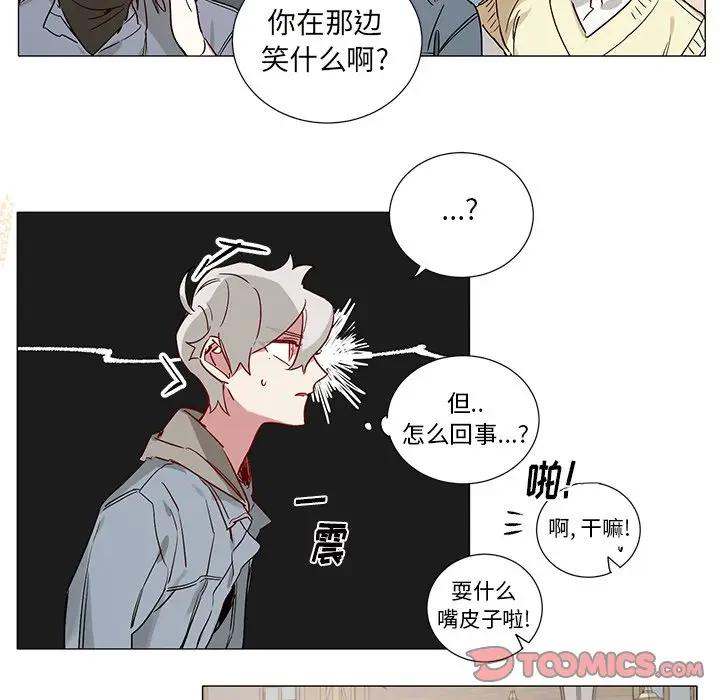 你在那边
笑什么啊?
...?
但..
怎么回事...?
啪!
啊, 干嘛!
一
震
耍什么
嘴皮子啦!
TOOMICS.COM